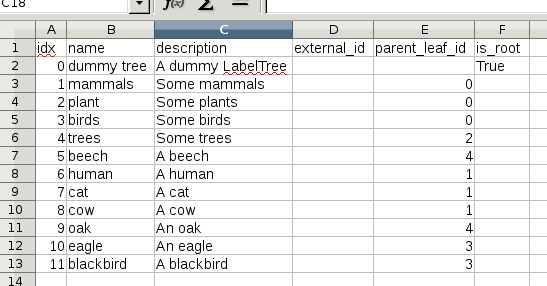 C18 f(x) Σ =
A B C D E F
1 idx name description external_id parent_leaf_id is_root
2 0 dummy tree A dummy LabelTree True
3 1 mammals Some mammals 0
4 2 plant Some plants 0
5 3 birds Some birds 0
6 4 trees Some trees 2
7 5 beech A beech 4
8 6 human A human 1
9 7 cat A cat 1
10 8 cow A cow 1
11 9 oak An oak 4
12 10 eagle An eagle 3
13 11 blackbird A blackbird 3
14